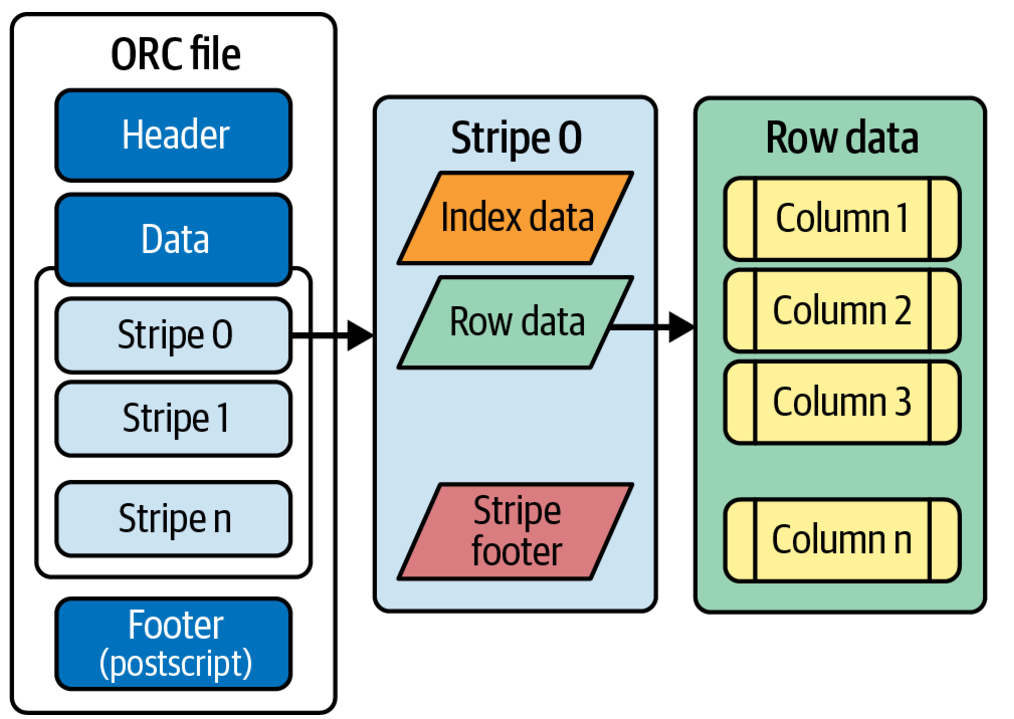 ORC file
Header
Data
Stripe 0
Stripe 1
Stripe n
Footer
(postscript)
Stripe 0
Index data
Row data
Stripe
footer
Row data
Column 1
Column 2
Column 3
Column n